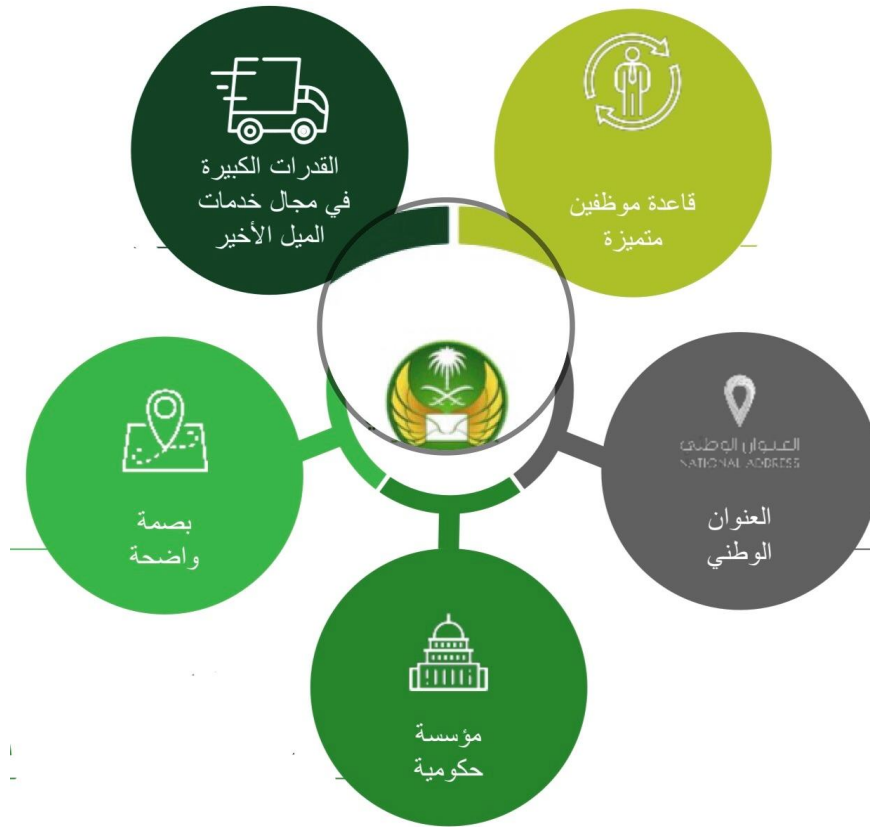 القدرات الكبيرة
في مجال خدمات
الميل الأخير
قاعدة موظفين
متميزة
العنوان الوطني
NATIONAL ADDRESS
العنوان
الوطني
بصمة
واضحة
مؤسسة
حكومية